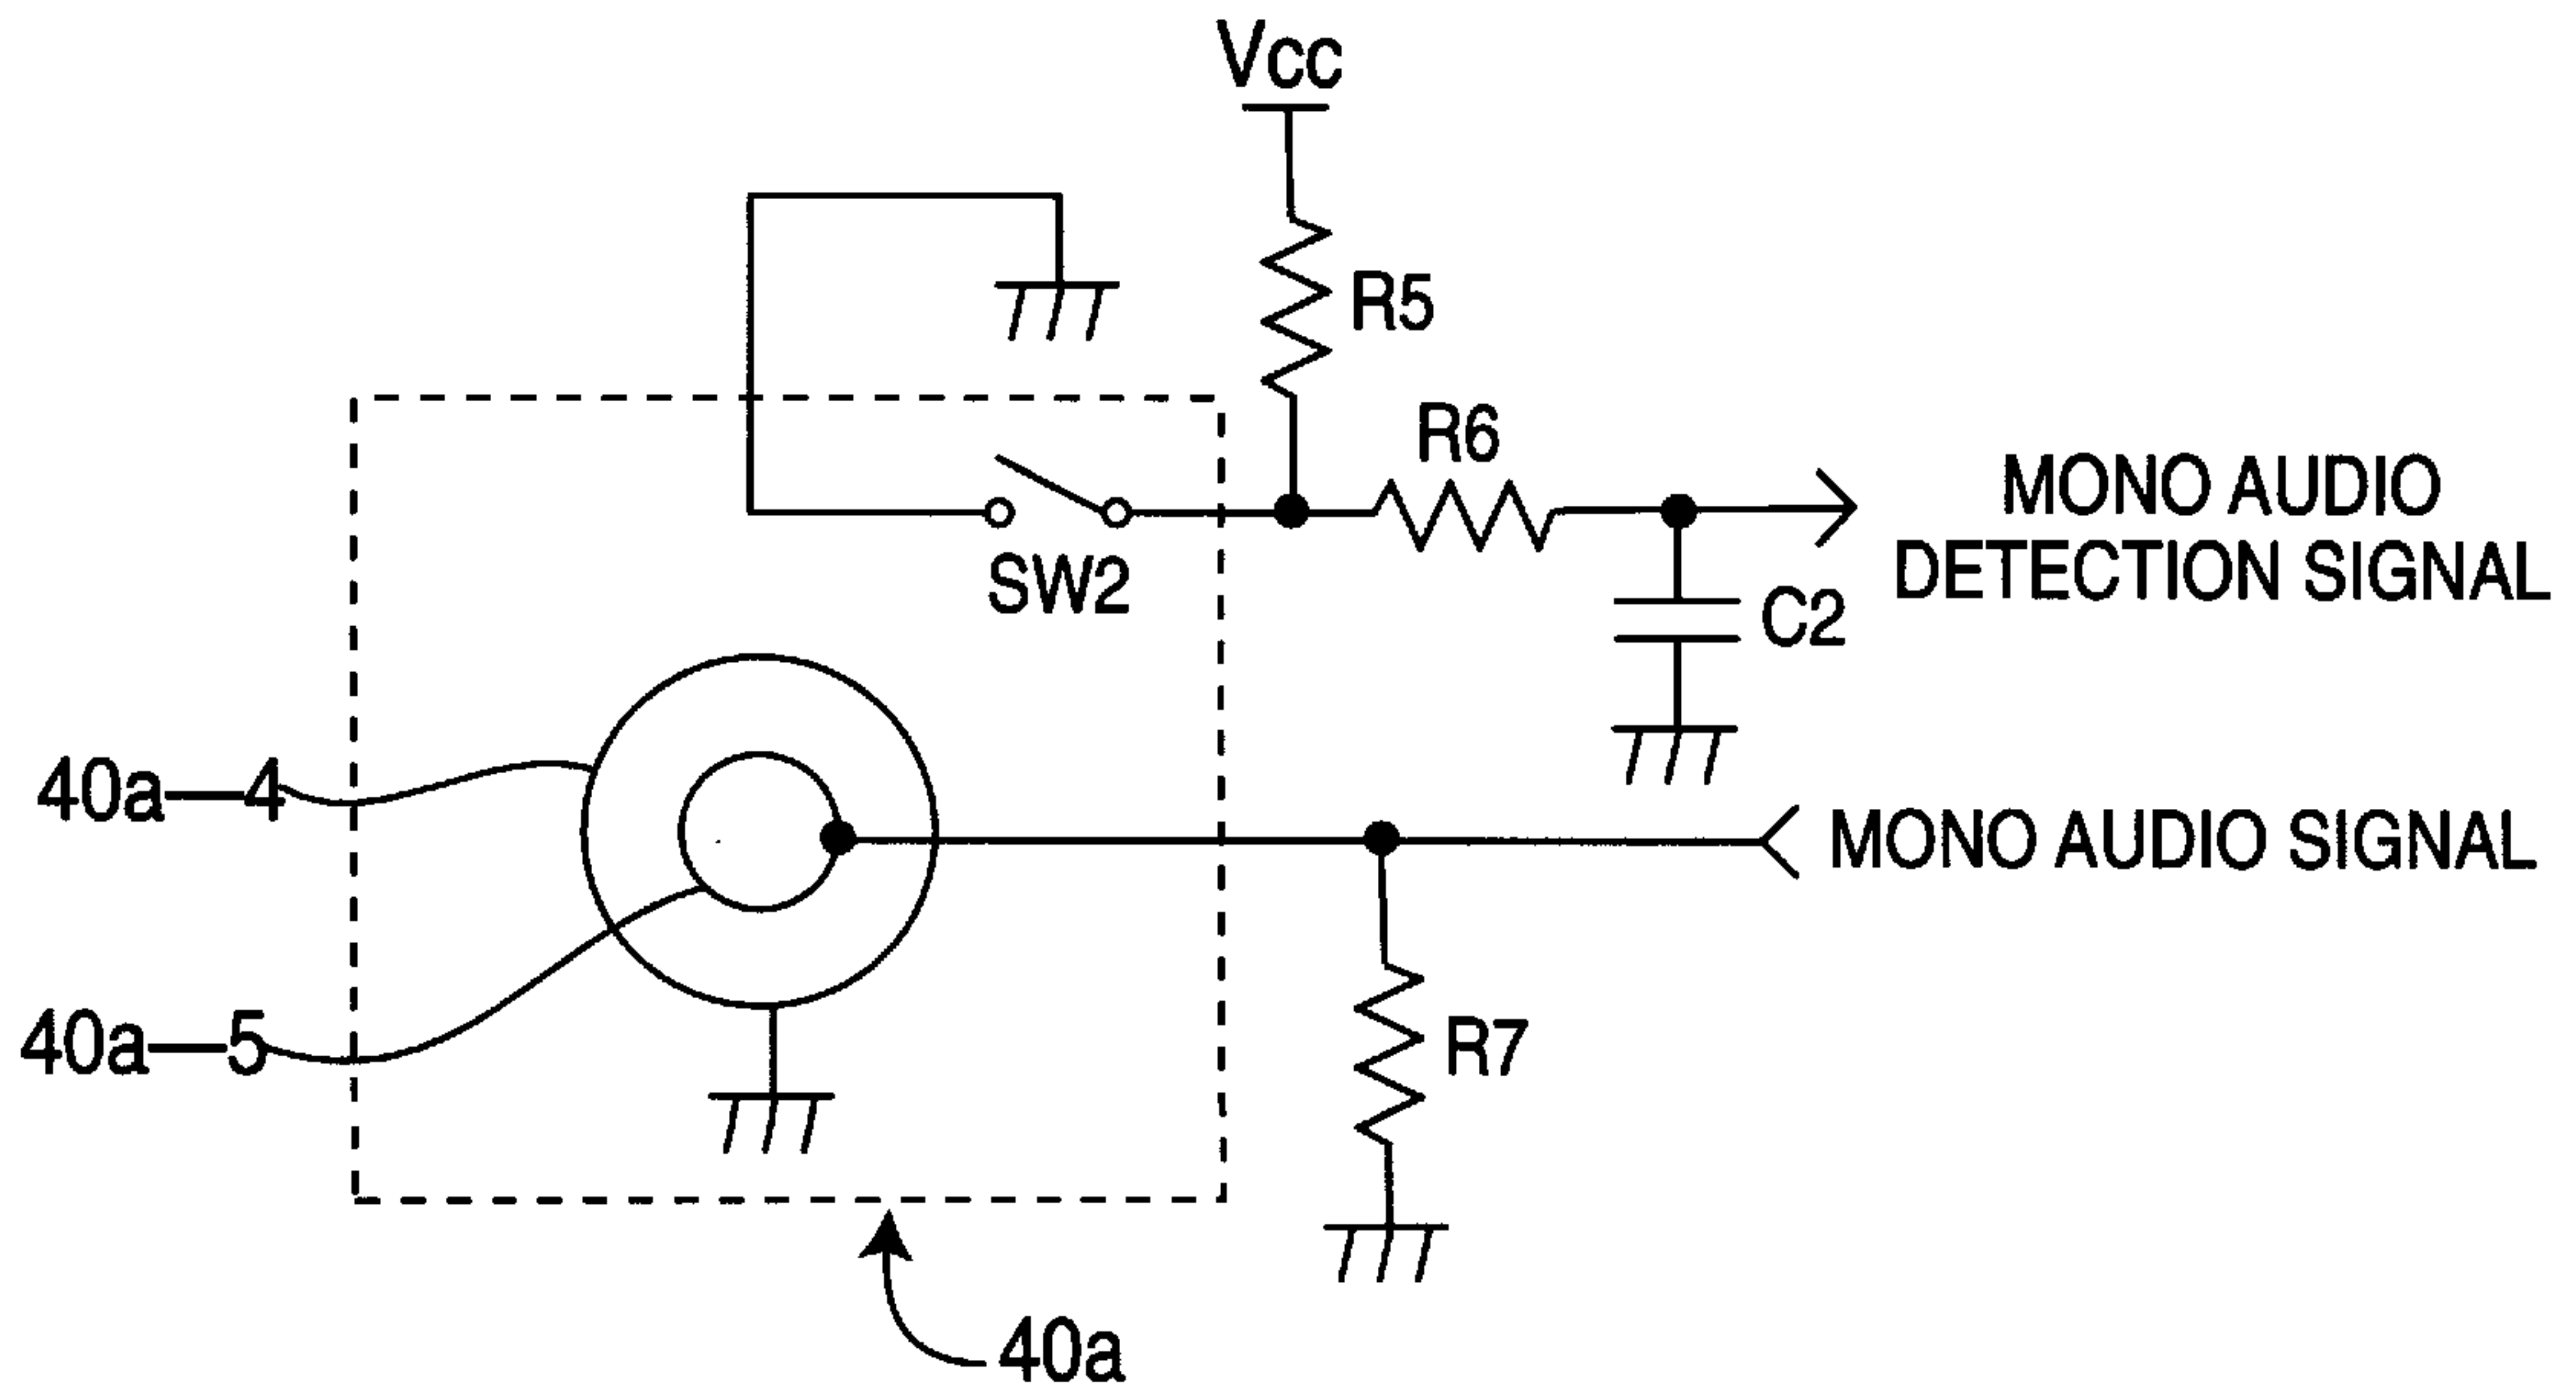 Vcc
R5
R6
MONO AUDIO
DETECTION SIGNAL
SW2
C2
40a—4
MONO AUDIO SIGNAL
40a—5
R7
40a